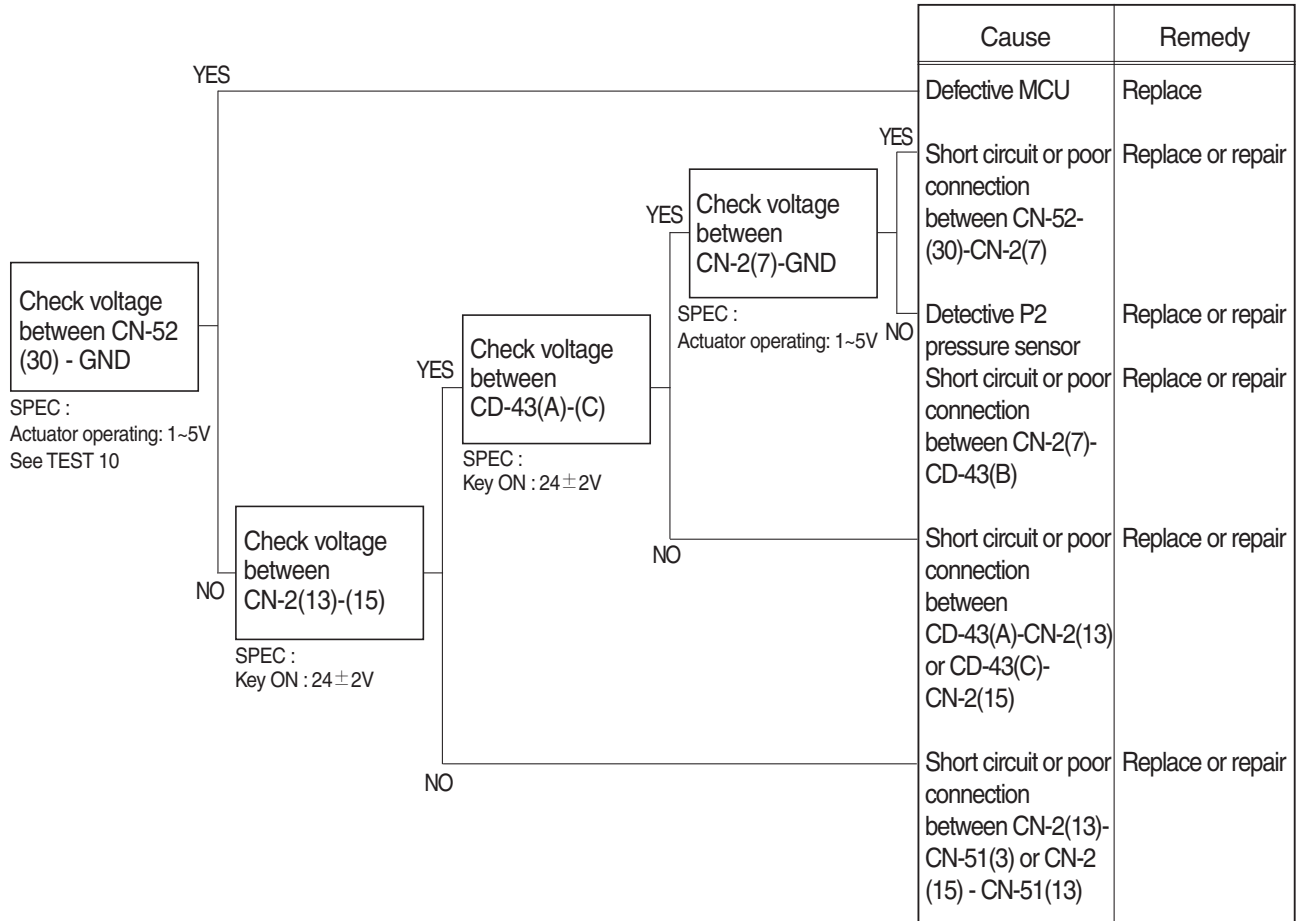 Cause
Remedy
YES
Defective MCU
Replace
YES
Short circuit or poor
connection
between CN-52-
(30)-CN-2(7)
Replace or repair
YES
Check voltage
between
CN-2(7)-GND
SPEC :
Actuator operating: 1~5V
NO
Detective P2
pressure sensor
Replace or repair
Short circuit or poor
connection
between CN-2(7)-
CD-43(B)
Replace or repair
Check voltage
between CN-52
(30) - GND
SPEC :
Actuator operating: 1~5V
See TEST 10
YES
Check voltage
between
CD-43(A)-(C)
SPEC :
Key ON : 24±2V
NO
Short circuit or poor
connection
between
CD-43(A)-CN-2(13)
or CD-43(C)-
CN-2(15)
Replace or repair
NO
Check voltage
between
CN-2(13)-(15)
SPEC :
Key ON : 24±2V
NO
Short circuit or poor
connection
between CN-2(13)-
CN-51(3) or CN-2
(15) - CN-51(13)
Replace or repair